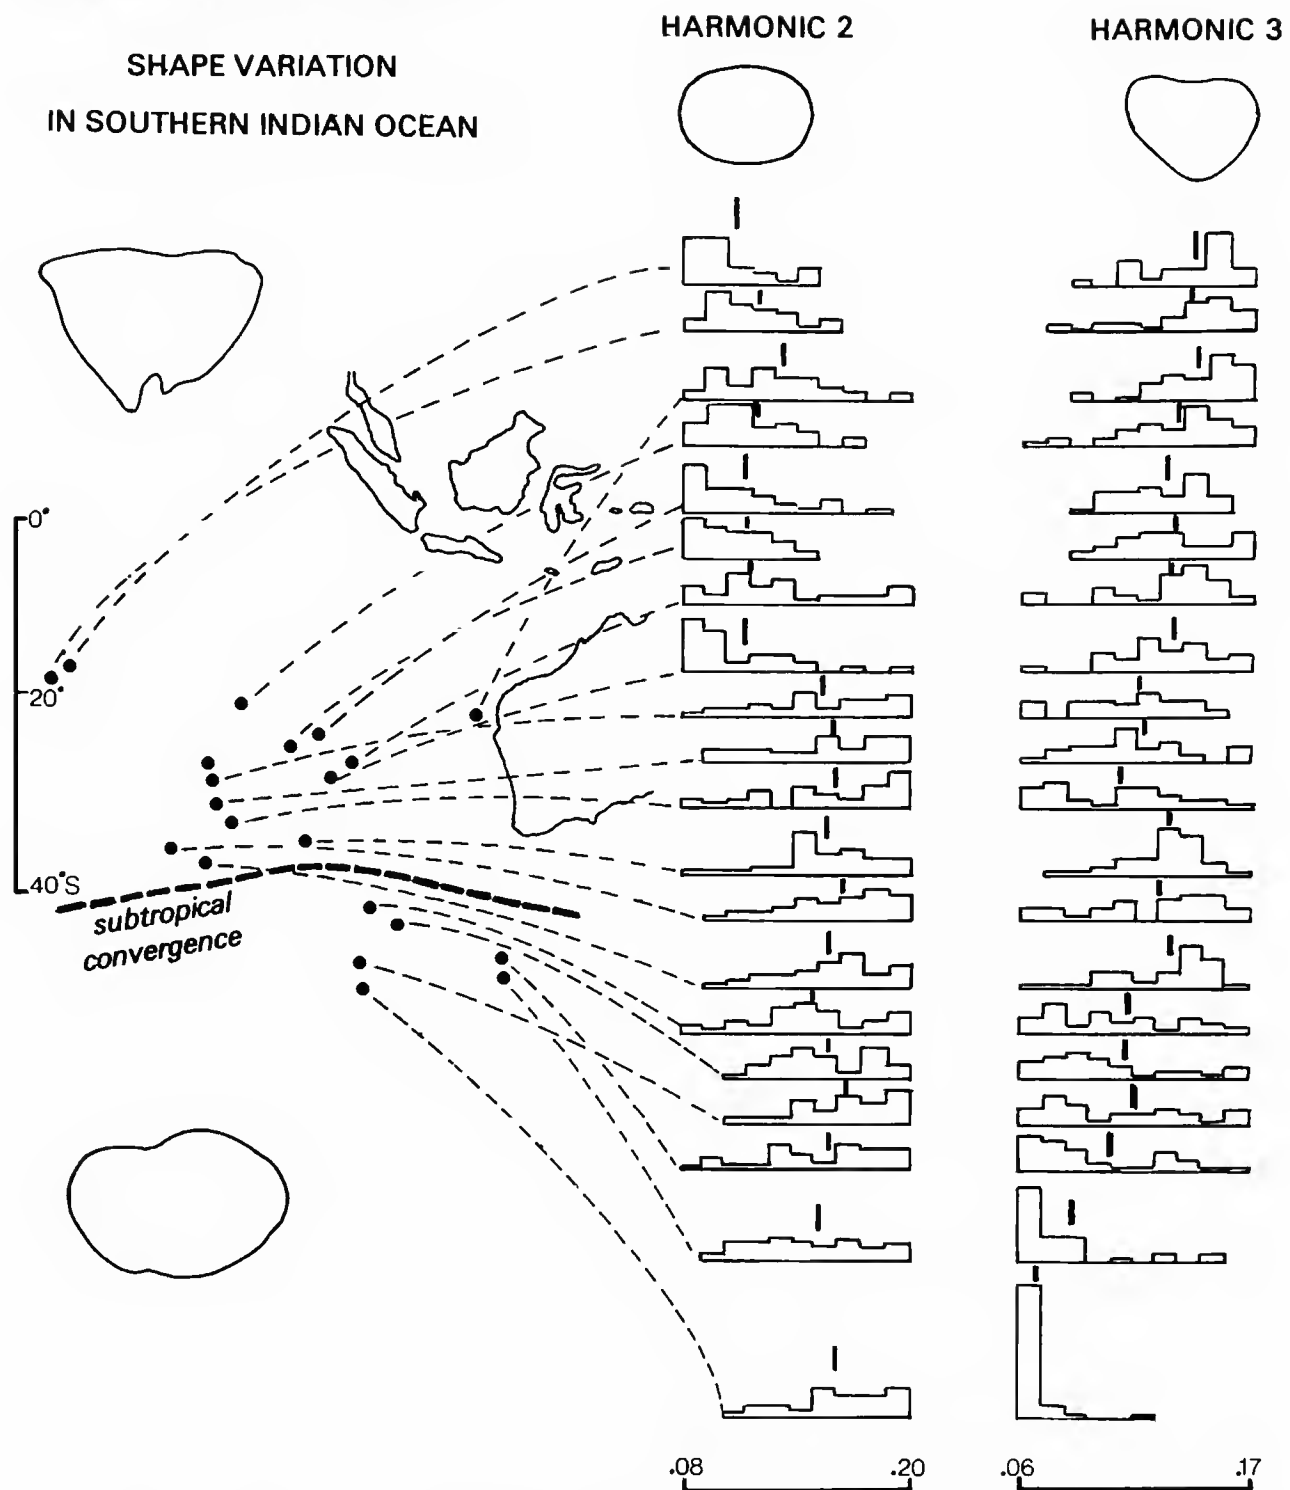 HARMONIC 2
HARMONIC 3
SHAPE VARIATION
IN SOUTHERN INDIAN OCEAN
0°
20°
40°S
subtropical
convergence
.08
.20
.06
.17